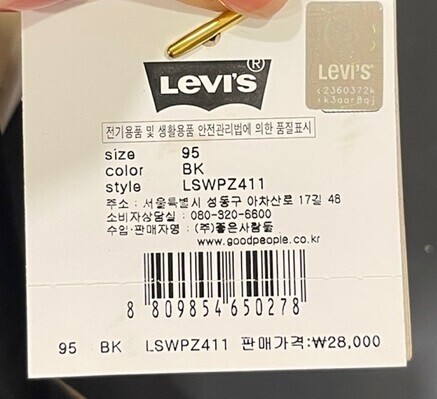 LEVI'S®
LEVI'S
전기용품 및 생활용품 안전관리법에 의한 품질표시
size 95
color BK
style LSWPZ411
주소 : 서울특별시 성동구 아차산로 17길 48
소비자상담실 : 080-320-6600
수입·판매자명 : (주)좋은사람들
www.goodpeople.co.kr
8 809854 650278
95 BK LSWPZ411 판매가격:₩28,000